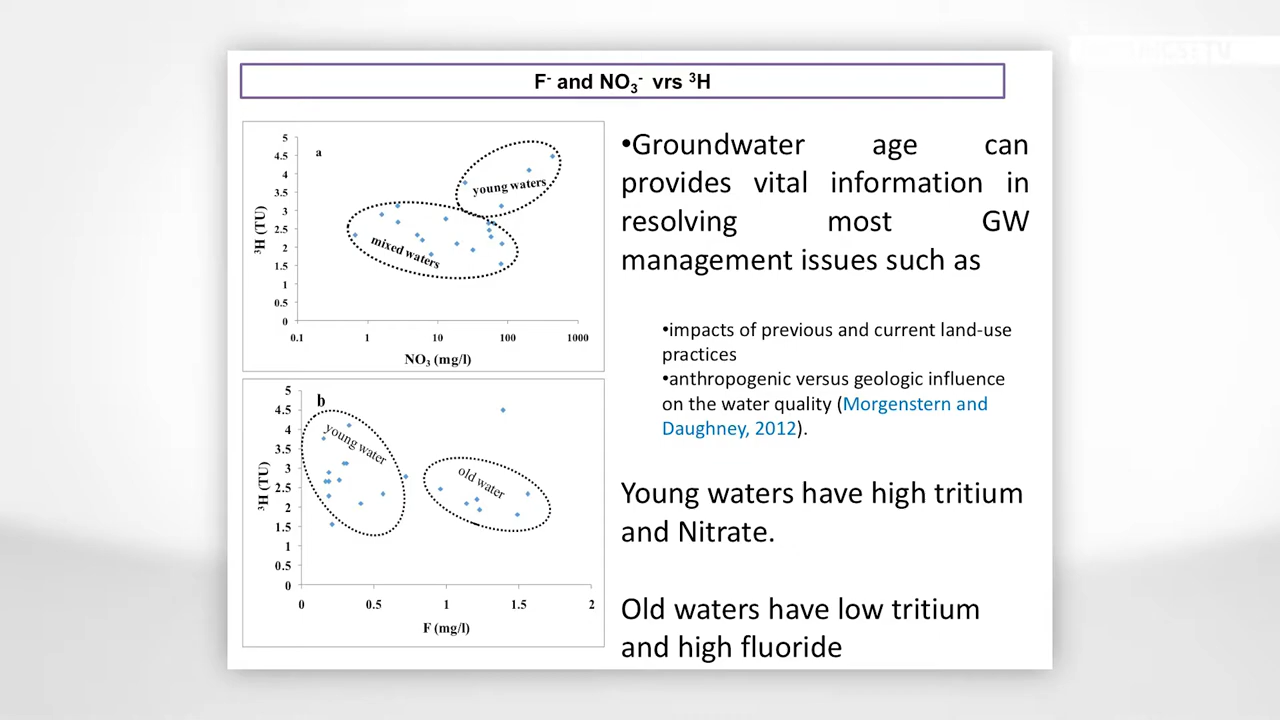 F- and NO3- vrs 3H
a
5
4.5
4
3.5
3
2.5
2
1.5
1
0.5
0
3H (TU)
young waters
mixed waters
0.1 1 10 100 1000
NO3 (mg/l)
b
5
4.5
4
3.5
3
2.5
2
1.5
1
0.5
0
3H (TU)
young water
old water
0 0.5 1 1.5 2
F (mg/l)
•Groundwater age can
provides vital information in
resolving most GW
management issues such as
•impacts of previous and current land-use
practices
•anthropogenic versus geologic influence
on the water quality (Morgenstern and
Daughney, 2012).
Young waters have high tritium
and Nitrate.
Old waters have low tritium
and high fluoride